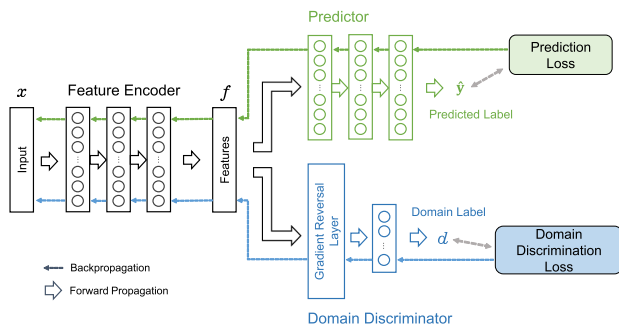 Predictor
Prediction
Loss
ŷ
Predicted Label
x
Feature Encoder
f
Input
Features
Gradient Reversal
Layer
Domain Label
d
Domain
Discrimination
Loss
Backpropagation
Forward Propagation
Domain Discriminator